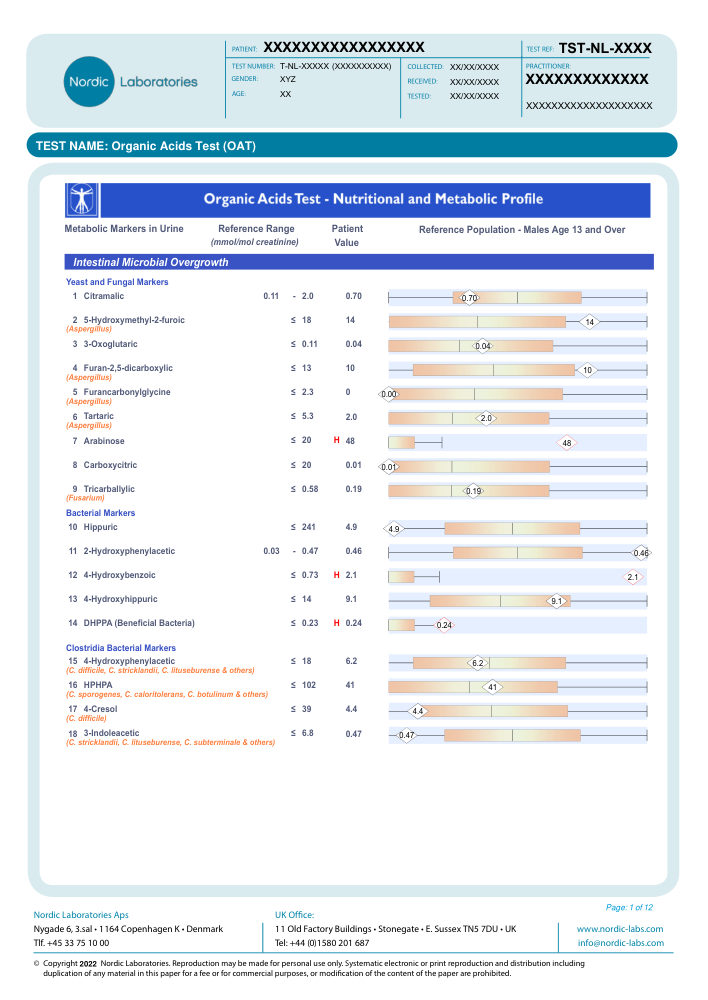 Nordic Laboratories
PATIENT: XXXXXXXXXXXXXXXXX
TEST REF: TST-NL-XXXX
TEST NUMBER: T-NL-XXXXX (XXXXXXXXXX)
GENDER: XYZ
AGE: XX
COLLECTED: XX/XX/XXXX
RECEIVED: XX/XX/XXXX
TESTED: XX/XX/XXXX
PRACTITIONER:
XXXXXXXXXXXXX
XXXXXXXXXXXXXXXXXXXX
TEST NAME: Organic Acids Test (OAT)
Organic Acids Test - Nutritional and Metabolic Profile
Metabolic Markers in Urine Reference Range (mmol/mol creatinine) Patient Value Reference Population - Males Age 13 and Over
Intestinal Microbial Overgrowth
Yeast and Fungal Markers
1 Citramalic 0.11 - 2.0 0.70 0.70
2 5-Hydroxymethyl-2-furoic ≤ 18 14 14
(Aspergillus)
3 3-Oxoglutaric ≤ 0.11 0.04 0.04
4 Furan-2,5-dicarboxylic ≤ 13 10 10
(Aspergillus)
5 Furancarbonylglycine ≤ 2.3 0 0.00
(Aspergillus)
6 Tartaric ≤ 5.3 2.0 2.0
(Aspergillus)
7 Arabinose ≤ 20 H 48 48
8 Carboxycitric ≤ 20 0.01 0.01
9 Tricarballylic ≤ 0.58 0.19 0.19
(Fusarium)
Bacterial Markers
10 Hippuric ≤ 241 4.9 4.9
11 2-Hydroxyphenylacetic 0.03 - 0.47 0.46 0.46
12 4-Hydroxybenzoic ≤ 0.73 H 2.1 2.1
13 4-Hydroxyhippuric ≤ 14 9.1 9.1
14 DHPPA (Beneficial Bacteria) ≤ 0.23 H 0.24 0.24
Clostridia Bacterial Markers
15 4-Hydroxyphenylacetic ≤ 18 6.2 6.2
(C. difficile, C. stricklandii, C. lituseburense & others)
16 HPHPA ≤ 102 41 41
(C. sporogenes, C. caloritolerans, C. botulinum & others)
17 4-Cresol ≤ 39 4.4 4.4
(C. difficile)
18 3-Indoleacetic ≤ 6.8 0.47 0.47
(C. stricklandii, C. lituseburense, C. subterminale & others)
Page: 1 of 12
Nordic Laboratories Aps
Nygade 6, 3.sal • 1164 Copenhagen K • Denmark
Tlf. +45 33 75 10 00
UK Office:
11 Old Factory Buildings • Stonegate • E. Sussex TN5 7DU • UK
Tel: +44 (0)1580 201 687
www.nordic-labs.com
info@nordic-labs.com
© Copyright 2022 Nordic Laboratories. Reproduction may be made for personal use only. Systematic electronic or print reproduction and distribution including
duplication of any material in this paper for a fee or for commercial purposes, or modification of the content of the paper are prohibited.